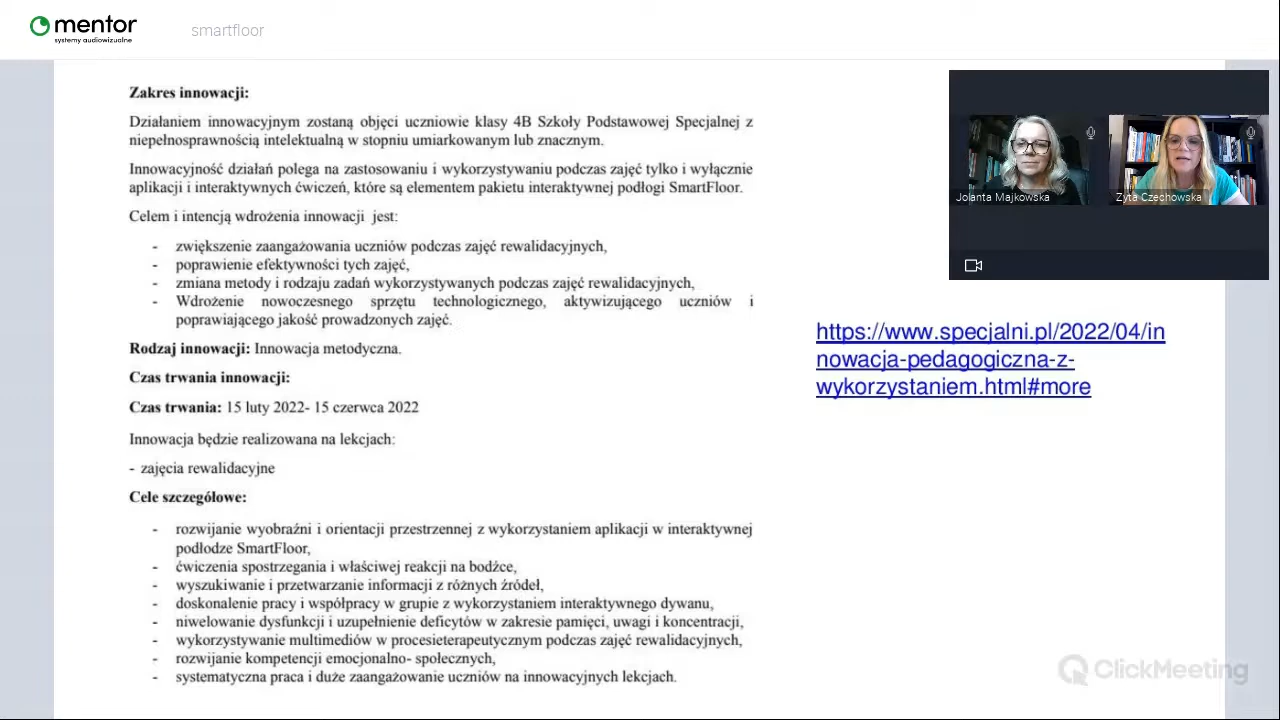 mentor
systemy audiowizualne
smartfloor
Zakres innowacji:
Działaniem innowacyjnym zostaną objęci uczniowie klasy 4B Szkoły Podstawowej Specjalnej z
niepełnosprawnością intelektualną w stopniu umiarkowanym lub znacznym.
Innowacyjność działań polega na zastosowaniu i wykorzystywaniu podczas zajęć tylko i wyłącznie
aplikacji i interaktywnych ćwiczeń, które są elementem pakietu interaktywnej podłogi SmartFloor.
Celem i intencją wdrożenia innowacji jest:
- zwiększenie zaangażowania uczniów podczas zajęć rewalidacyjnych,
- poprawienie efektywności tych zajęć,
- zmiana metody i rodzaju zadań wykorzystywanych podczas zajęć rewalidacyjnych,
- Wdrożenie nowoczesnego sprzętu technologicznego, aktywizującego uczniów i
poprawiającego jakość prowadzonych zajęć.
Rodzaj innowacji: Innowacja metodyczna.
Czas trwania innowacji:
Czas trwania: 15 luty 2022- 15 czerwca 2022
Innowacja będzie realizowana na lekcjach:
- zajęcia rewalidacyjne
Cele szczegółowe:
- rozwijanie wyobraźni i orientacji przestrzennej z wykorzystaniem aplikacji w interaktywnej
podłodze SmartFloor,
- ćwiczenia spostrzegania i właściwej reakcji na bodźce,
- wyszukiwanie i przetwarzanie informacji z różnych źródeł,
- doskonalenie pracy i współpracy w grupie z wykorzystaniem interaktywnego dywanu,
- niwelowanie dysfunkcji i uzupełnienie deficytów w zakresie pamięci, uwagi i koncentracji,
- wykorzystywanie multimediów w procesieterapeutycznym podczas zajęć rewalidacyjnych,
- rozwijanie kompetencji emocjonalno- społecznych,
- systematyczna praca i duże zaangażowanie uczniów na innowacyjnych lekcjach.
Jolanta Majkowska
Zyta Czechowska
https://www.specjalni.pl/2022/04/in
nowacja-pedagogiczna-z-
wykorzystaniem.html#more
ClickMeeting